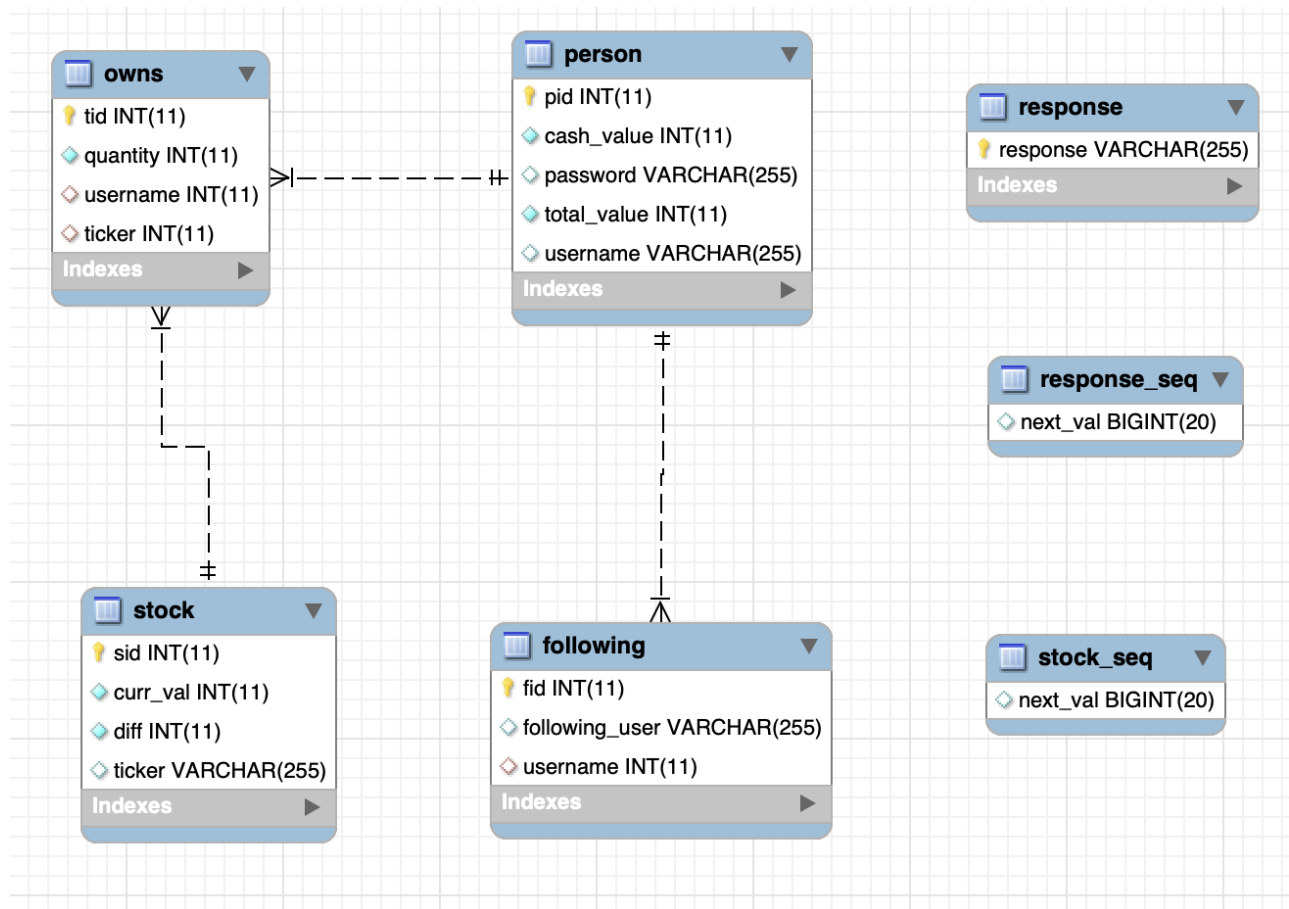 owns
tid INT(11)
quantity INT(11)
username INT(11)
ticker INT(11)
Indexes
person
pid INT(11)
cash_value INT(11)
password VARCHAR(255)
total_value INT(11)
username VARCHAR(255)
Indexes
response
response VARCHAR(255)
Indexes
response_seq
next_val BIGINT(20)
stock
sid INT(11)
curr_val INT(11)
diff INT(11)
ticker VARCHAR(255)
Indexes
following
fid INT(11)
following_user VARCHAR(255)
username INT(11)
Indexes
stock_seq
next_val BIGINT(20)